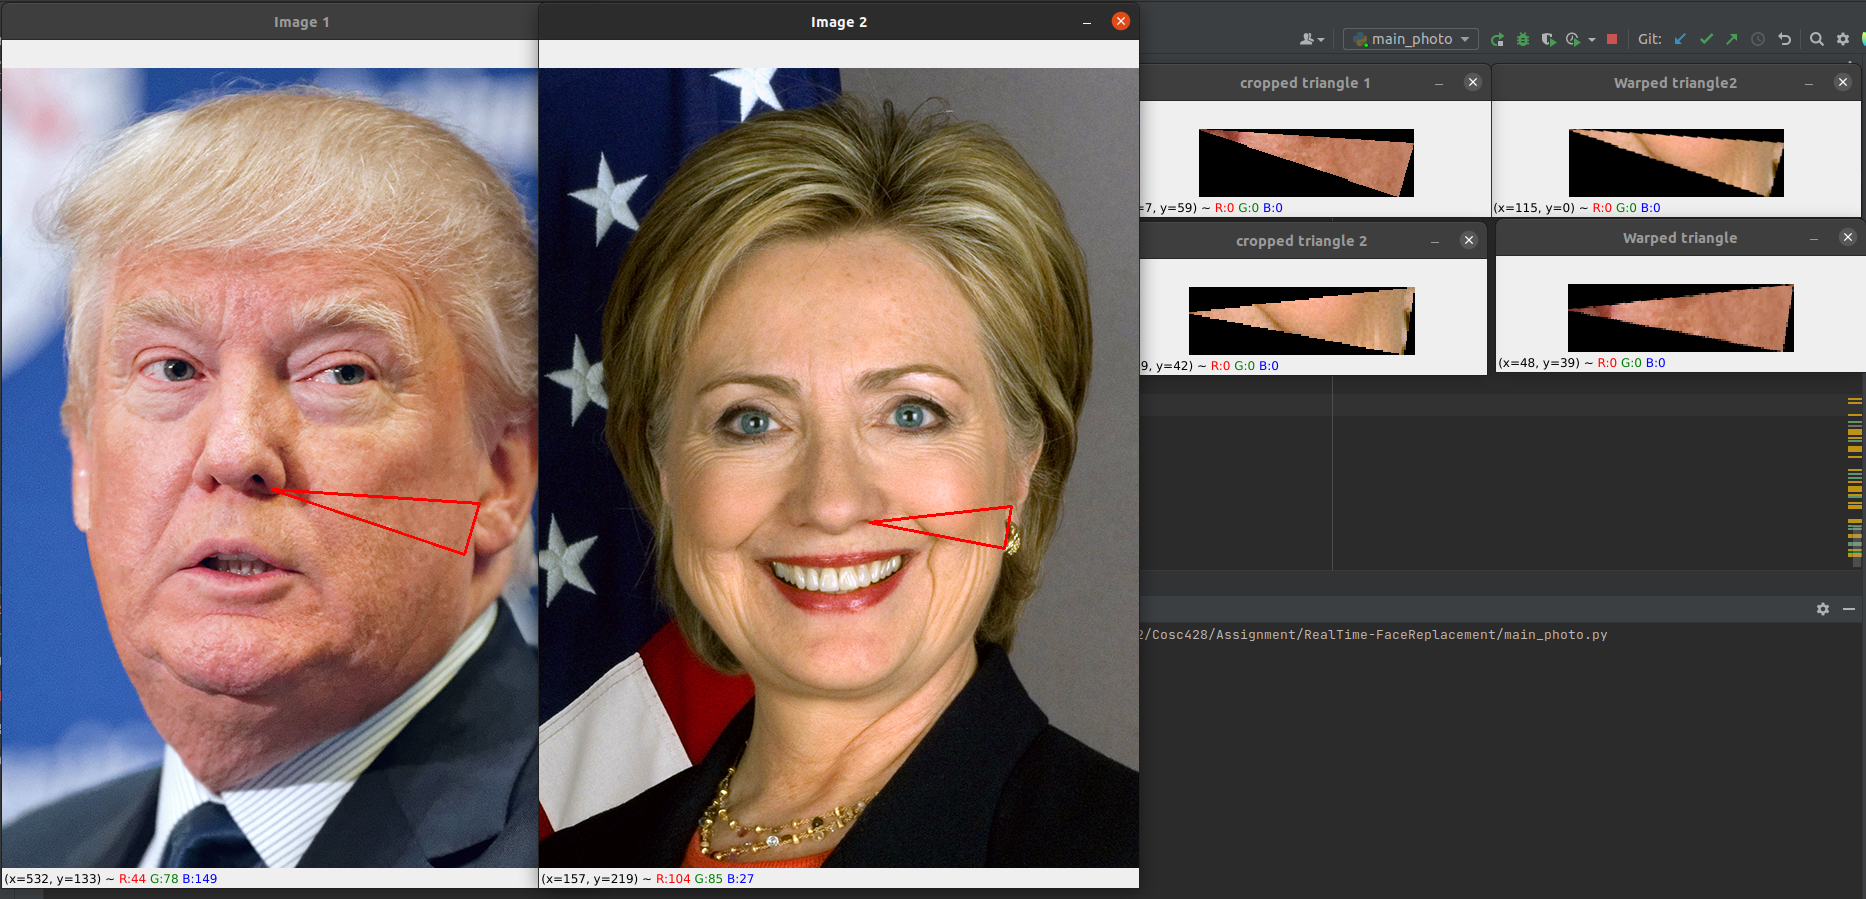 Image 1
Image 2
main_photo
Git:
cropped triangle 1
Warped triangle2
=7, y=59) ~ R:0 G:0 B:0
(x=115, y=0) ~ R:0 G:0 B:0
cropped triangle 2
Warped triangle
9, y=42) ~ R:0 G:0 B:0
(x=48, y=39) ~ R:0 G:0 B:0
2/Cosc428/Assignment/RealTime-FaceReplacement/main_photo.py
(x=532, y=133) ~ R:44 G:78 B:149
(x=157, y=219) ~ R:104 G:85 B:27